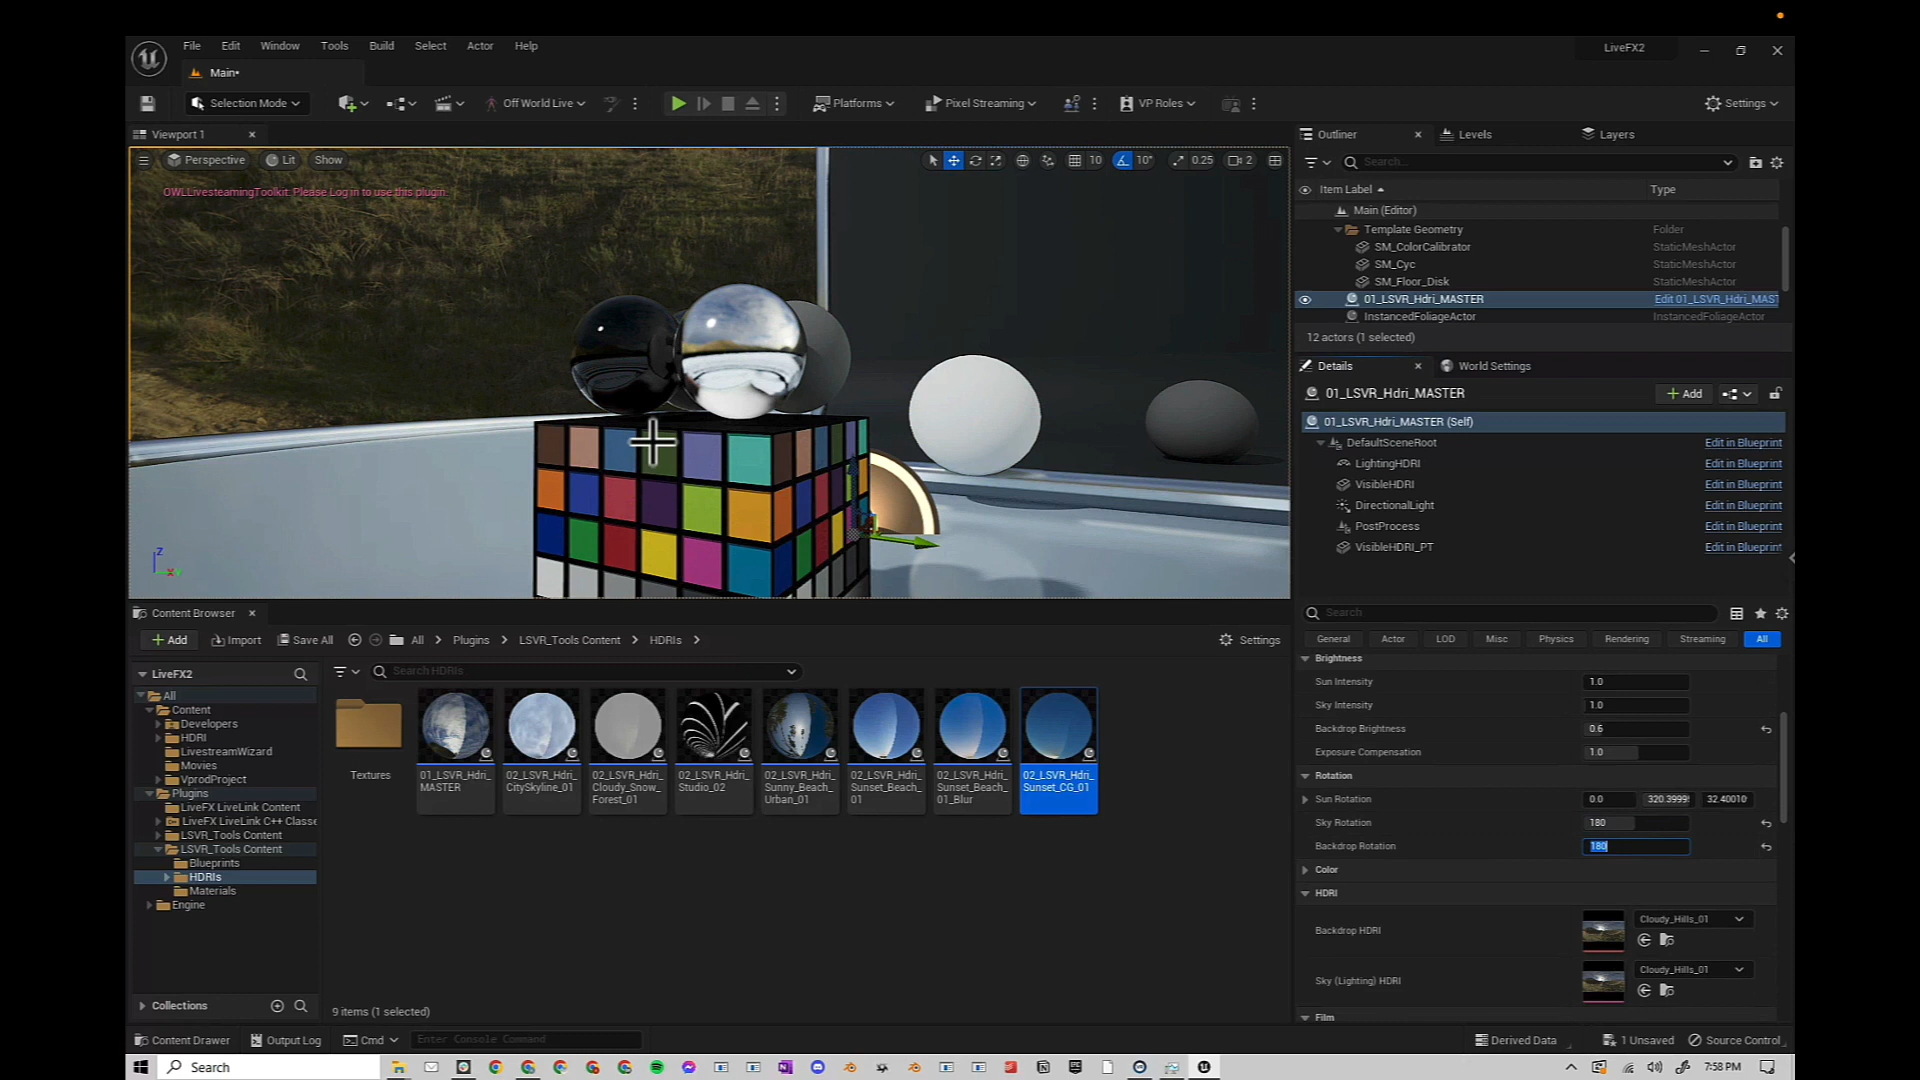 File Edit Window Tools Build Select Actor Help
LiveFX2
Main•
Selection Mode
Off World Live
Platforms
Pixel Streaming
VP Roles
Settings
Viewport 1
Perspective Lit Show
10 10° 0.25 2
OWLLivesteamingToolkit: Please Log in to use this plugin.
Z
Outliner Levels Layers
Search...
Item Label Type
Main (Editor)
Template Geometry Folder
SM_ColorCalibrator StaticMeshActor
SM_Cyc StaticMeshActor
SM_Floor_Disk StaticMeshActor
01_LSVR_Hdri_MASTER Edit 01_LSVR_Hdri_MAST
InstancedFoliageActor InstancedFoliageActor
12 actors (1 selected)
Details World Settings
01_LSVR_Hdri_MASTER
Add
01_LSVR_Hdri_MASTER (Self)
DefaultSceneRoot Edit in Blueprint
LightingHDRI Edit in Blueprint
VisibleHDRI Edit in Blueprint
DirectionalLight Edit in Blueprint
PostProcess Edit in Blueprint
VisibleHDRI_PT Edit in Blueprint
Search
General Actor LOD Misc Physics Rendering Streaming All
Brightness
Sun Intensity 1.0
Sky Intensity 1.0
Backdrop Brightness 0.6
Exposure Compensation 1.0
Rotation
Sun Rotation 0.0 320.3999 32.40010
Sky Rotation 180
Backdrop Rotation 180
Color
HDRI
Backdrop HDRI Cloudy_Hills_01
Sky (Lighting) HDRI Cloudy_Hills_01
Film
Content Browser
Add Import Save All All Plugins LSVR_Tools Content HDRIs
Settings
LiveFX2
All
Content
Developers
HDRI
LivestreamWizard
Movies
VprodProject
Plugins
LiveFX LiveLink Content
LiveFX LiveLink C++ Classe
LSVR_Tools Content
LSVR_Tools Content
Blueprints
HDRIs
Materials
Engine
Collections
Search HDRIs
Textures
01_LSVR_Hdri_
MASTER
02_LSVR_Hdri_
CitySkyline_01
02_LSVR_Hdri_
Cloudy_Snow_
Forest_01
02_LSVR_Hdri_
Studio_02
02_LSVR_Hdri_
Sunny_Beach_
Urban_01
02_LSVR_Hdri_
Sunset_Beach_
01
02_LSVR_Hdri_
Sunset_Beach_
01_Blur
02_LSVR_Hdri_
Sunset_CG_01
9 items (1 selected)
Content Drawer Output Log Cmd Enter Console Command
Derived Data 1 Unsaved Source Control
Search
7:58 PM